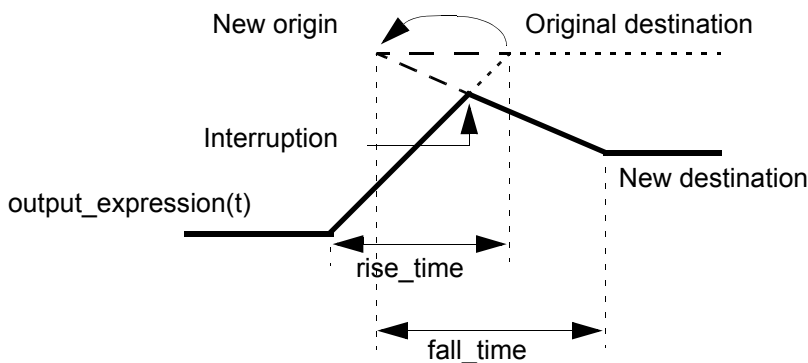 New origin
Original destination
Interruption
New destination
output_expression(t)
rise_time
fall_time